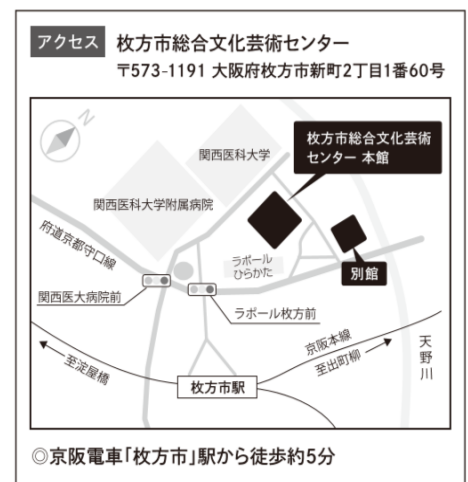 アクセス
枚方市総合文化芸術センター
〒573-1191 大阪府枚方市新町2丁目1番60号
N
関西医科大学
枚方市総合文化芸術
センター 本館
関西医科大学附属病院
府道京都守口線
ラポール
ひらかた
別館
関西医大病院前
ラポール枚方前
京阪本線
至出町柳
天野川
至淀屋橋
枚方市駅
◎京阪電車「枚方市」駅から徒歩約5分